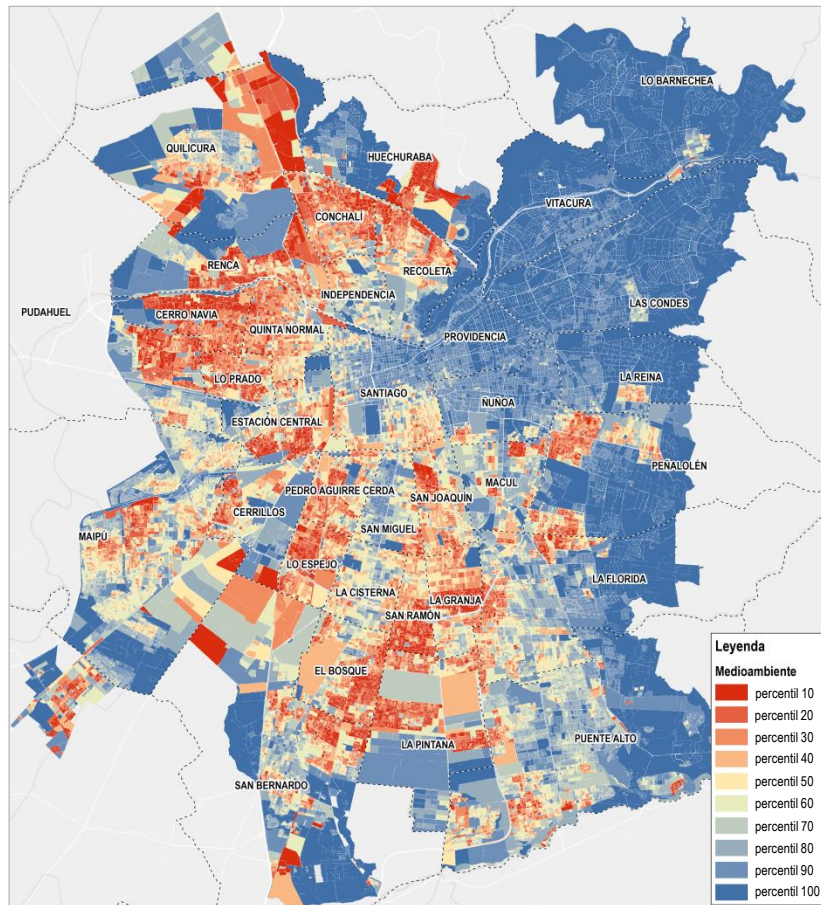 LO BARNECHEA
QUILICURA
HUECHURABA
VITACURA
CONCHALÍ
RENCA
RECOLETA
INDEPENDENCIA
LAS CONDES
PUDAHUEL
CERRO NAVIA
QUINTA NORMAL
PROVIDENCIA
LO PRADO
LA REINA
SANTIAGO
ÑUÑOA
ESTACIÓN CENTRAL
PEÑALOLÉN
MACUL
PEDRO AGUIRRE CERDA
SAN JOAQUÍN
CERRILLOS
SAN MIGUEL
MAIPÚ
LO ESPEJO
LA FLORIDA
LA CISTERNA
LA GRANJA
SAN RAMÓN
EL BOSQUE
PUENTE ALTO
LA PINTANA
SAN BERNARDO
Leyenda
Medioambiente
percentil 10
percentil 20
percentil 30
percentil 40
percentil 50
percentil 60
percentil 70
percentil 80
percentil 90
percentil 100